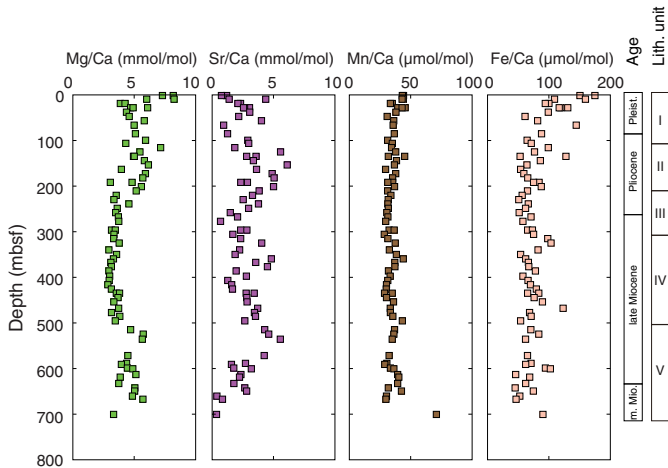 Mg/Ca (mmol/mol) Sr/Ca (mmol/mol) Mn/Ca (μmol/mol) Fe/Ca (μmol/mol) Age Lith. unit
0 5 10 0 5 10 0 50 100 0 100 200
0
100
200
300
400
500
600
700
800
Depth (mbsf)
Pleist.
Pliocene
late Miocene
m. Mio.
I
II
III
IV
V